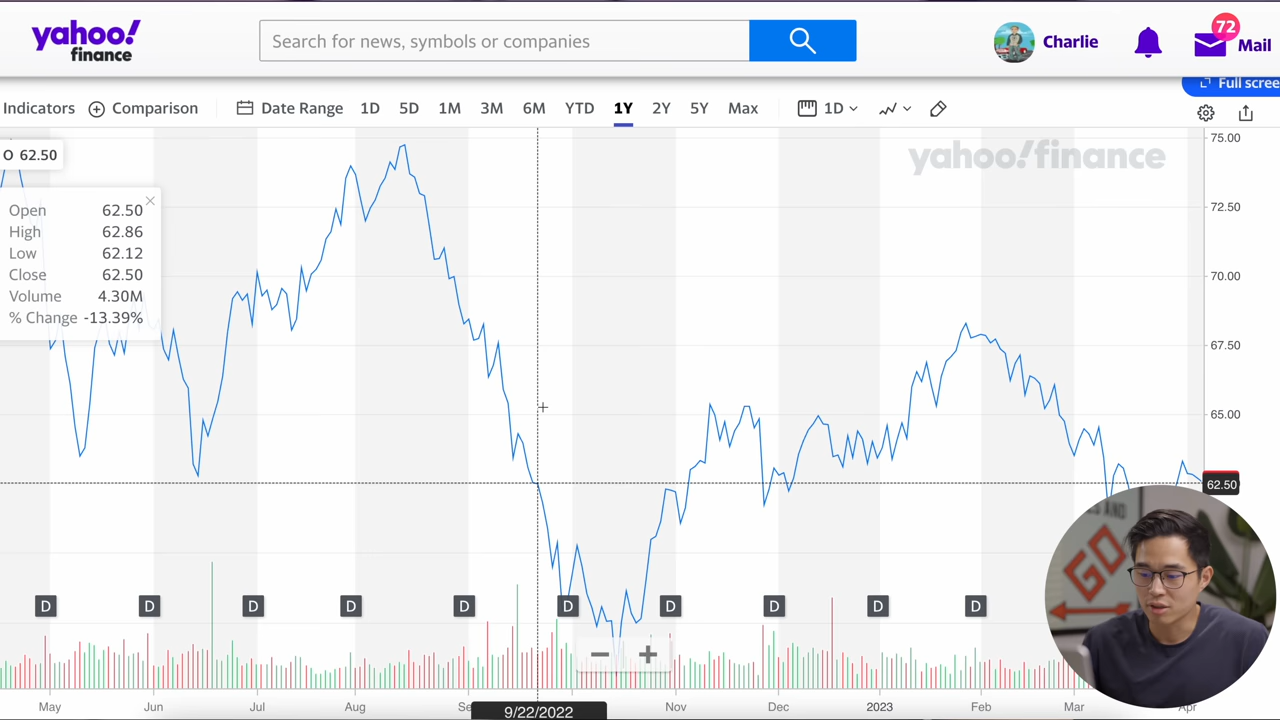 yahoo!
finance
Search for news, symbols or companies
Charlie
72
Mail
Full scree
Indicators
Comparison
Date Range
1D
5D
1M
3M
6M
YTD
1Y
2Y
5Y
Max
1D
yahoo!finance
O 62.50
Open 62.50
High 62.86
Low 62.12
Close 62.50
Volume 4.30M
% Change -13.39%
75.00
72.50
70.00
67.50
65.00
62.50
GO
D D D D D D D D D D
May Jun Jul Aug Se 9/22/2022 Nov Dec 2023 Feb Mar Apr